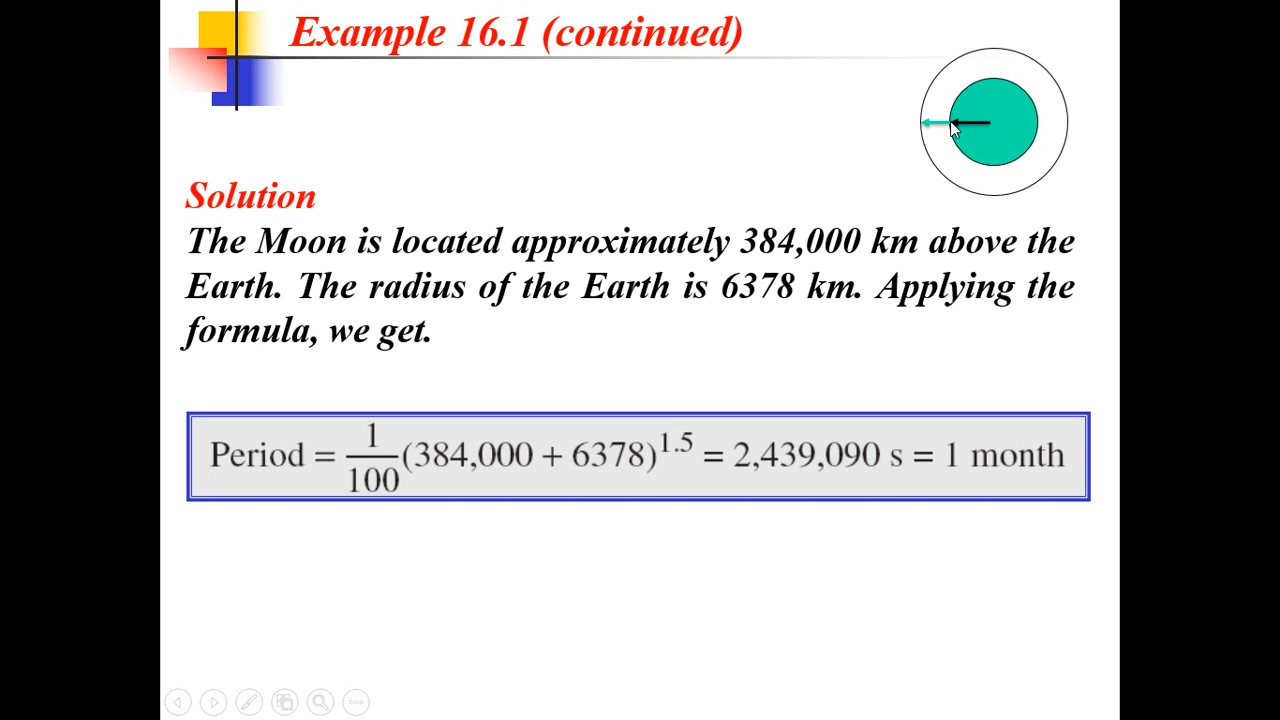 Example 16.1 (continued)
Solution
The Moon is located approximately 384,000 km above the
Earth. The radius of the Earth is 6378 km. Applying the
formula, we get.
Period = 1/100 (384,000 + 6378)^1.5 = 2,439,090 s = 1 month